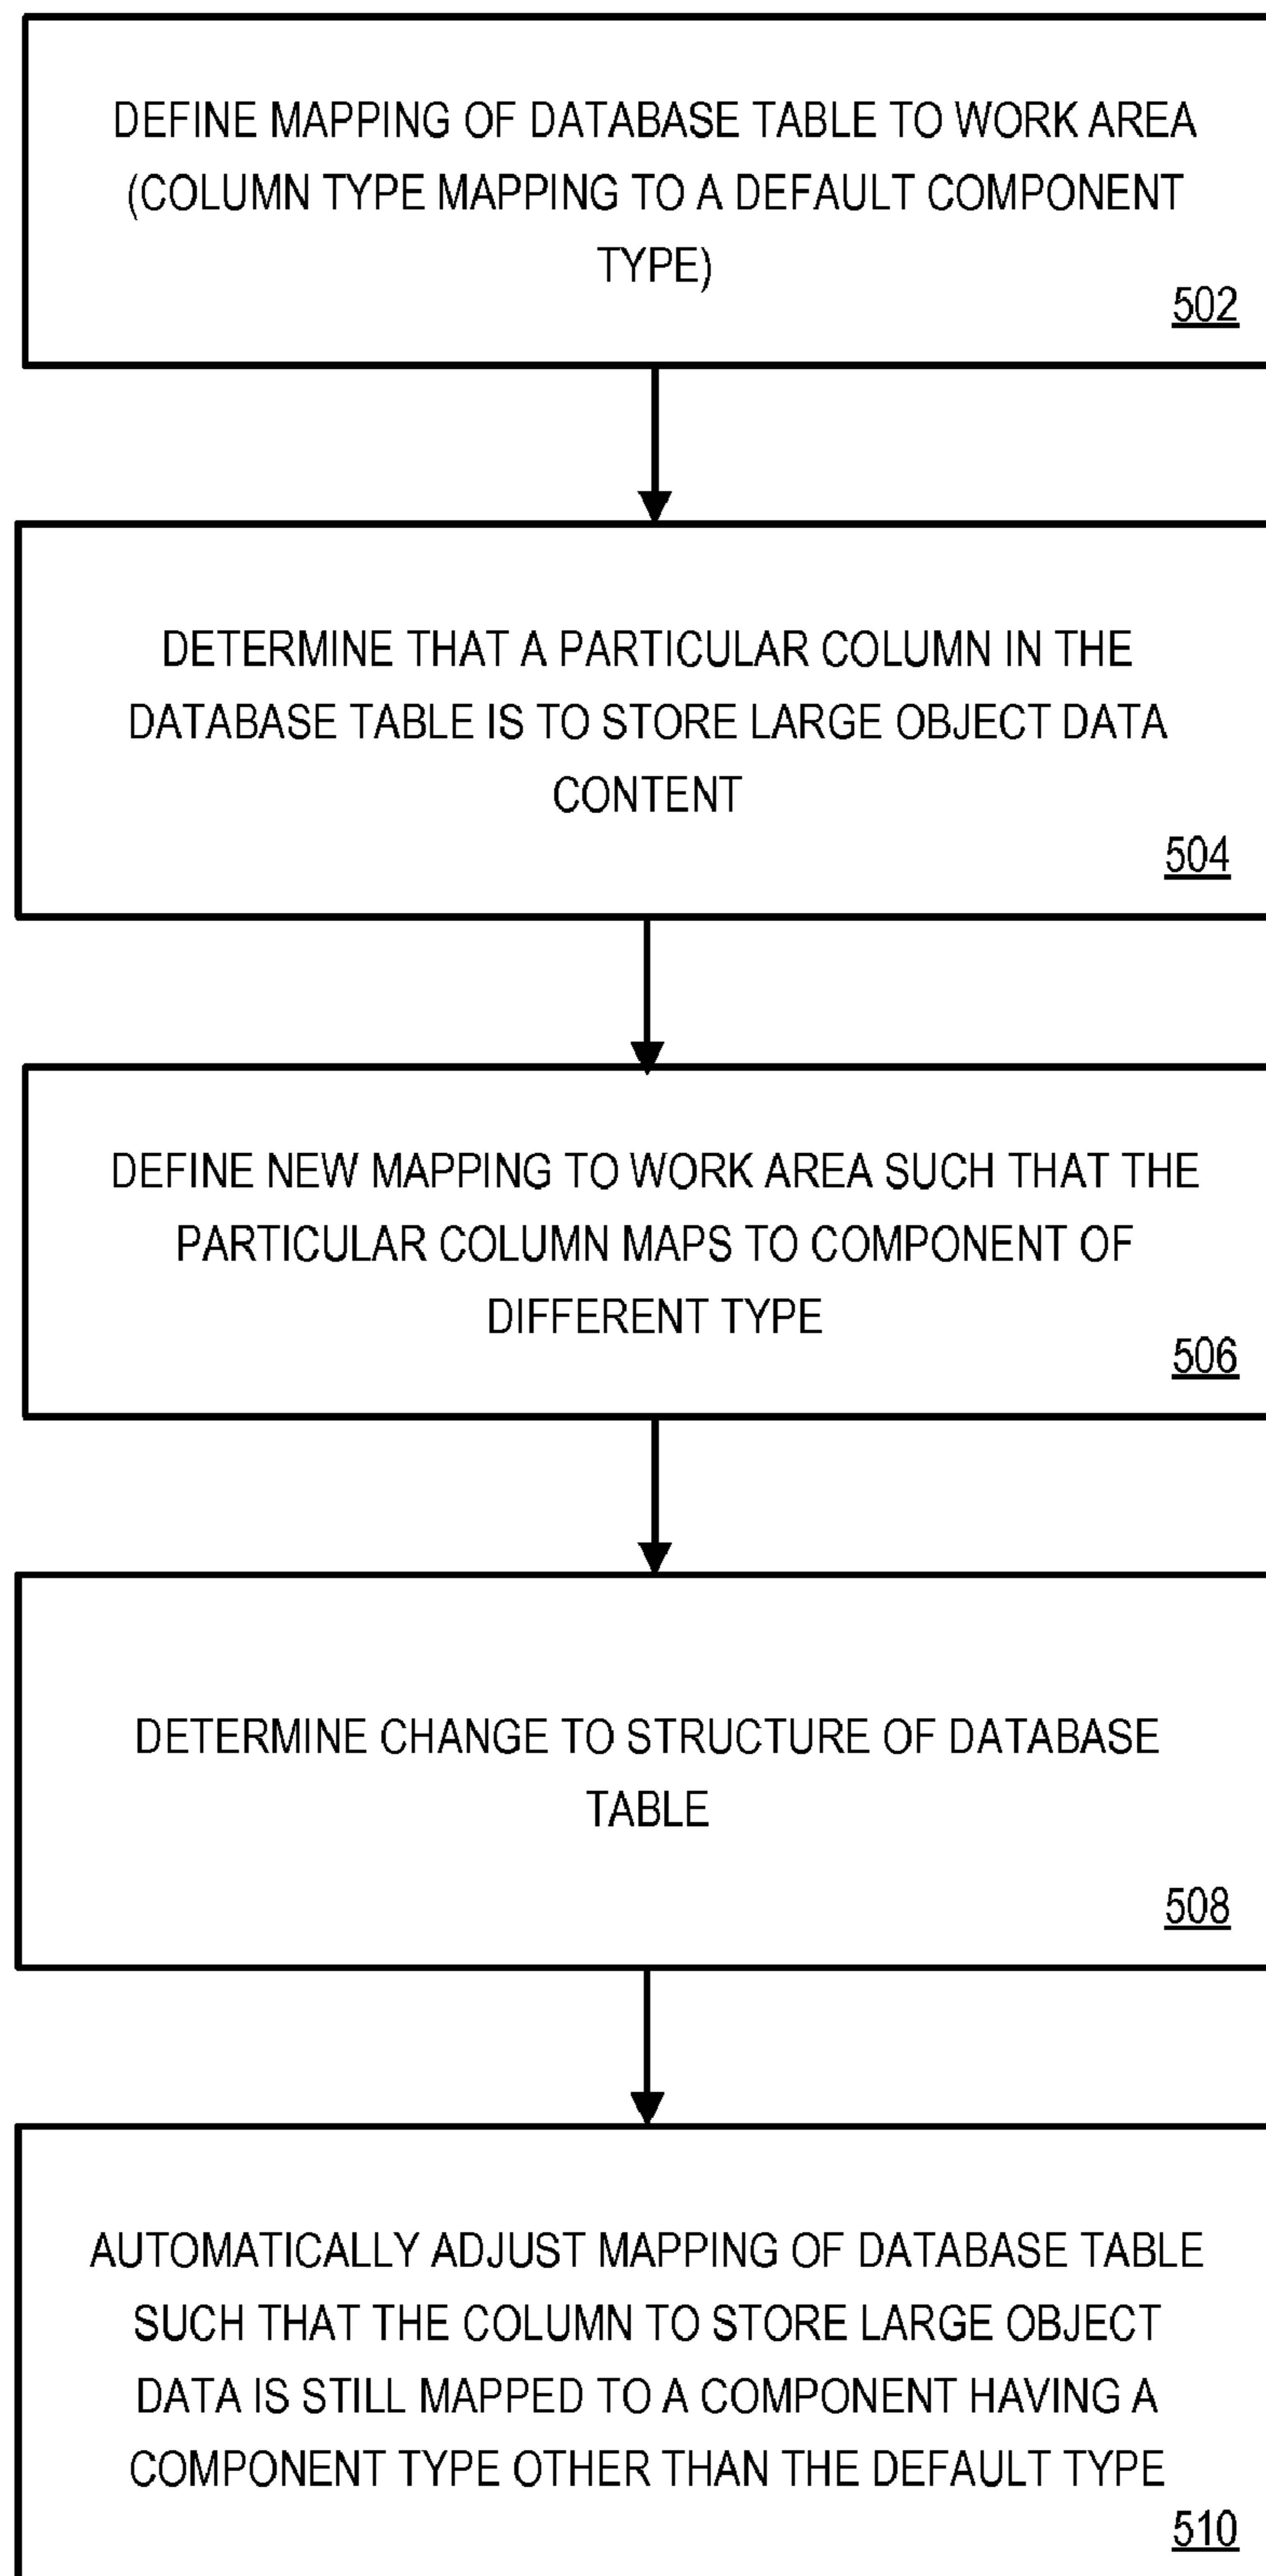 DEFINE MAPPING OF DATABASE TABLE TO WORK AREA
(COLUMN TYPE MAPPING TO A DEFAULT COMPONENT
TYPE)
502
DETERMINE THAT A PARTICULAR COLUMN IN THE
DATABASE TABLE IS TO STORE LARGE OBJECT DATA
CONTENT
504
DEFINE NEW MAPPING TO WORK AREA SUCH THAT THE
PARTICULAR COLUMN MAPS TO COMPONENT OF
DIFFERENT TYPE
506
DETERMINE CHANGE TO STRUCTURE OF DATABASE
TABLE
508
AUTOMATICALLY ADJUST MAPPING OF DATABASE TABLE
SUCH THAT THE COLUMN TO STORE LARGE OBJECT
DATA IS STILL MAPPED TO A COMPONENT HAVING A
COMPONENT TYPE OTHER THAN THE DEFAULT TYPE
510